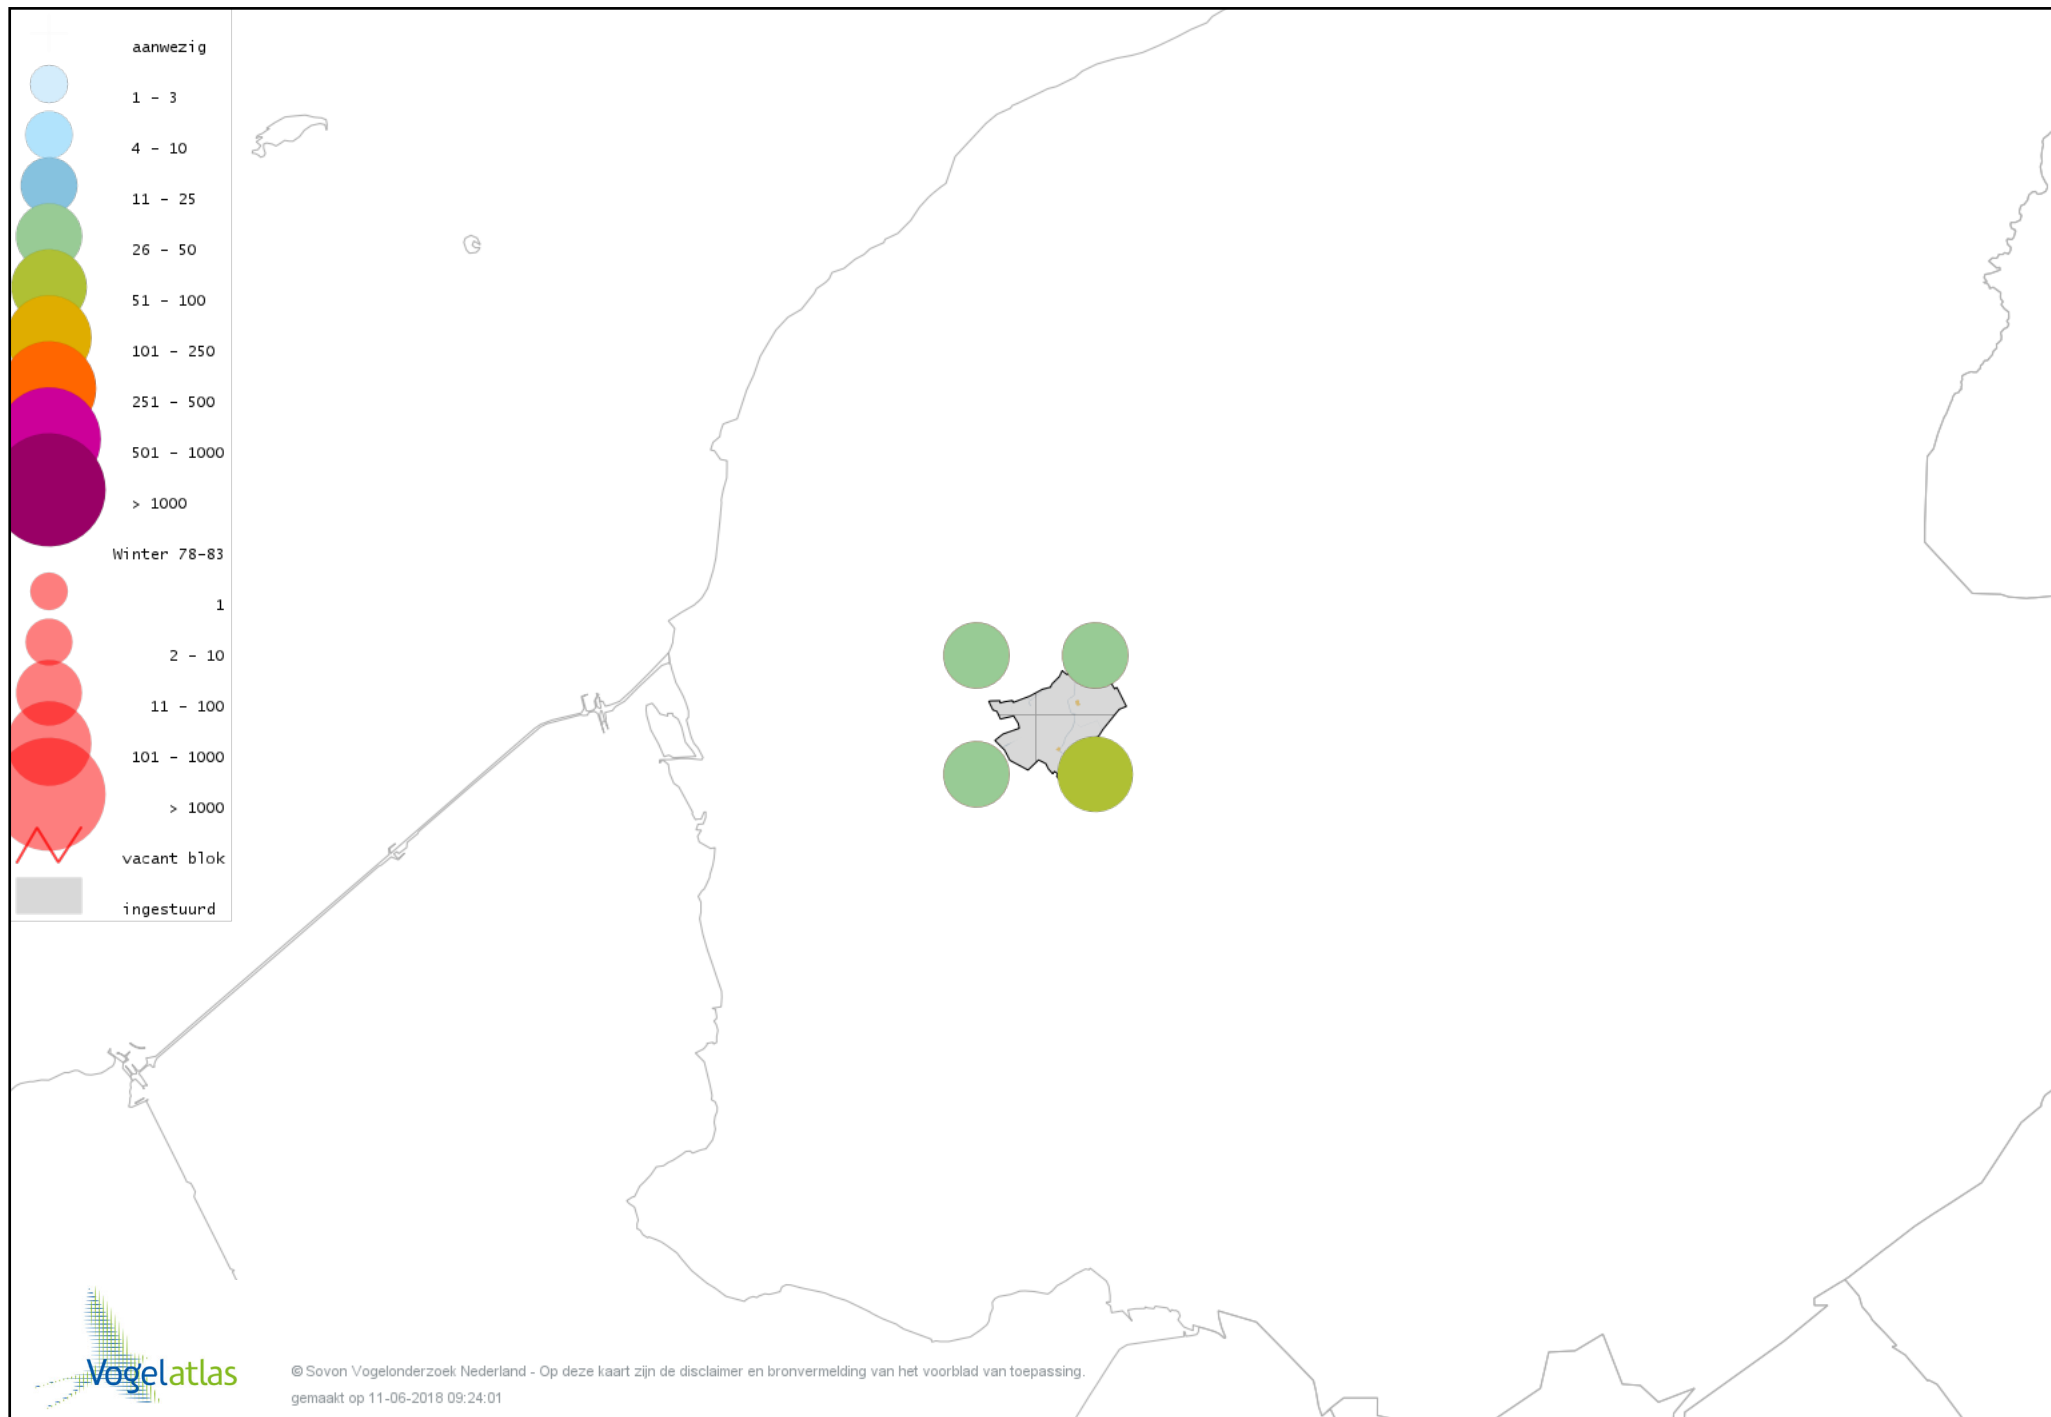 aanwezig
1 - 3
4 - 10
11 - 25
26 - 50
51 - 100
101 - 250
251 - 500
501 - 1000
> 1000
Winter 78-83
1
2 - 10
11 - 100
101 - 1000
> 1000
vacant blok
ingestuurd
Vogelatlas
© Sovon Vogelonderzoek Nederland - Op deze kaart zijn de disclaimer en bronvermelding van het voorblad van toepassing.
gemaakt op 11-06-2018 09:24:01